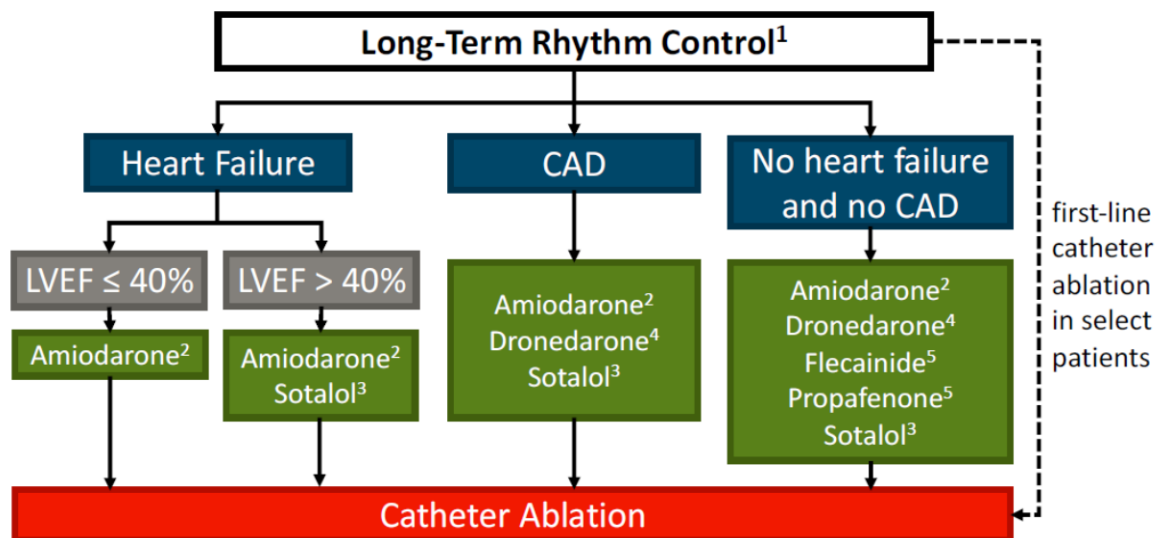 Long-Term Rhythm Control¹
Heart Failure
CAD
No heart failure
and no CAD
first-line
catheter
ablation
in select
patients
LVEF ≤ 40%
LVEF > 40%
Amiodarone²
Amiodarone²
Sotalol³
Amiodarone²
Dronedarone⁴
Sotalol³
Amiodarone²
Dronedarone⁴
Flecainide⁵
Propafenone⁵
Sotalol³
Catheter Ablation